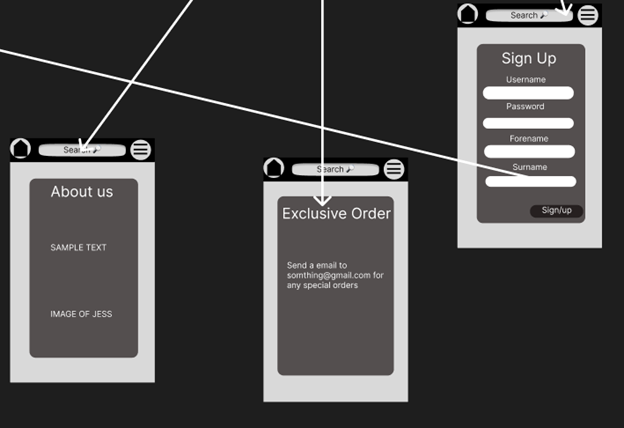 Search
About us
SAMPLE TEXT
IMAGE OF JESS
Search
Exclusive Order
Send a email to
somthing@gmail.com for
any special orders
Search
Sign Up
Username
Password
Forename
Surname
Sign/up